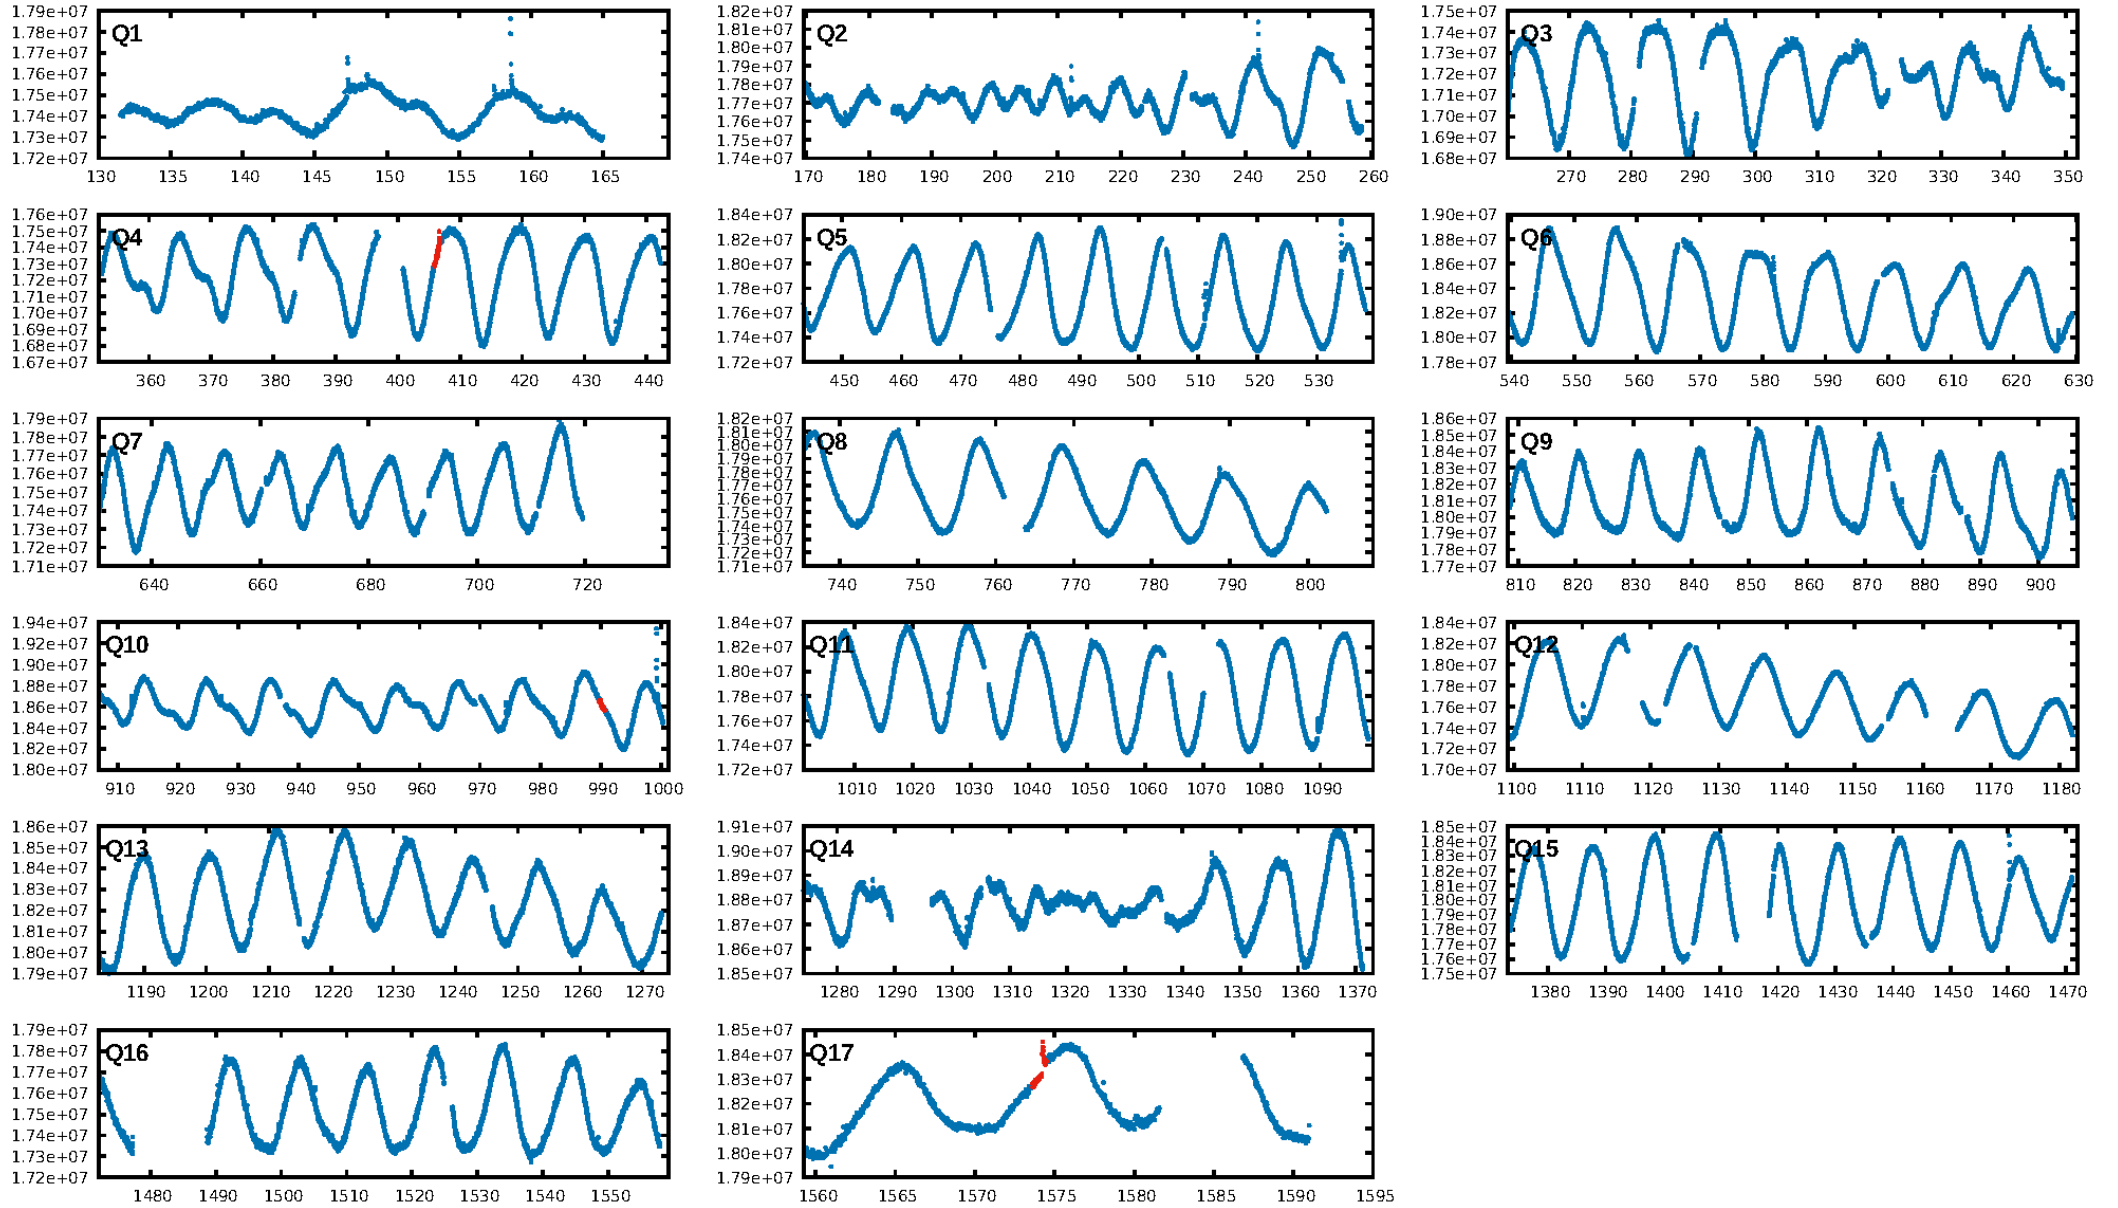 Q1
1.79e+07
1.78e+07
1.77e+07
1.76e+07
1.75e+07
1.74e+07
1.73e+07
1.72e+07
130 135 140 145 150 155 160 165
Q2
1.82e+07
1.81e+07
1.80e+07
1.79e+07
1.78e+07
1.77e+07
1.76e+07
1.75e+07
1.74e+07
170 180 190 200 210 220 230 240 250 260
Q3
1.75e+07
1.74e+07
1.73e+07
1.72e+07
1.71e+07
1.70e+07
1.69e+07
1.68e+07
270 280 290 300 310 320 330 340 350
Q4
1.76e+07
1.75e+07
1.74e+07
1.73e+07
1.72e+07
1.71e+07
1.70e+07
1.69e+07
1.68e+07
1.67e+07
360 370 380 390 400 410 420 430 440
Q5
1.84e+07
1.82e+07
1.80e+07
1.78e+07
1.76e+07
1.74e+07
1.72e+07
450 460 470 480 490 500 510 520 530
Q6
1.90e+07
1.88e+07
1.86e+07
1.84e+07
1.82e+07
1.80e+07
1.78e+07
540 550 560 570 580 590 600 610 620 630
Q7
1.79e+07
1.78e+07
1.77e+07
1.76e+07
1.75e+07
1.74e+07
1.73e+07
1.72e+07
1.71e+07
640 660 680 700 720
Q8
1.82e+07
1.81e+07
1.80e+07
1.79e+07
1.78e+07
1.77e+07
1.76e+07
1.75e+07
1.74e+07
1.73e+07
1.72e+07
1.71e+07
740 750 760 770 780 790 800
Q9
1.86e+07
1.85e+07
1.84e+07
1.83e+07
1.82e+07
1.81e+07
1.80e+07
1.79e+07
1.78e+07
1.77e+07
810 820 830 840 850 860 870 880 890 900
Q10
1.94e+07
1.92e+07
1.90e+07
1.88e+07
1.86e+07
1.84e+07
1.82e+07
1.80e+07
910 920 930 940 950 960 970 980 990 1000
Q11
1.84e+07
1.82e+07
1.80e+07
1.78e+07
1.76e+07
1.74e+07
1.72e+07
1010 1020 1030 1040 1050 1060 1070 1080 1090
Q12
1.84e+07
1.82e+07
1.80e+07
1.78e+07
1.76e+07
1.74e+07
1.72e+07
1.70e+07
1100 1110 1120 1130 1140 1150 1160 1170 1180
Q13
1.86e+07
1.85e+07
1.84e+07
1.83e+07
1.82e+07
1.81e+07
1.80e+07
1.79e+07
1190 1200 1210 1220 1230 1240 1250 1260 1270
Q14
1.91e+07
1.90e+07
1.89e+07
1.88e+07
1.87e+07
1.86e+07
1.85e+07
1280 1290 1300 1310 1320 1330 1340 1350 1360 1370
Q15
1.85e+07
1.84e+07
1.83e+07
1.82e+07
1.81e+07
1.80e+07
1.79e+07
1.78e+07
1.77e+07
1.76e+07
1.75e+07
1380 1390 1400 1410 1420 1430 1440 1450 1460 1470
Q16
1.79e+07
1.78e+07
1.77e+07
1.76e+07
1.75e+07
1.74e+07
1.73e+07
1.72e+07
1480 1490 1500 1510 1520 1530 1540 1550
Q17
1.85e+07
1.84e+07
1.83e+07
1.82e+07
1.81e+07
1.80e+07
1.79e+07
1560 1565 1570 1575 1580 1585 1590 1595